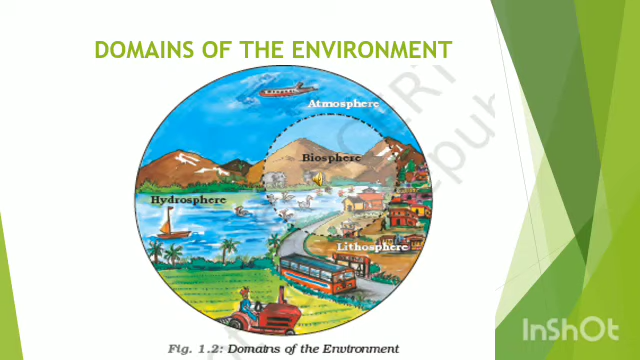 DOMAINS OF THE ENVIRONMENT
Atmosphere
Biosphere
Hydrosphere
Lithosphere
Fig. 1.2: Domains of the Environment
InShOt